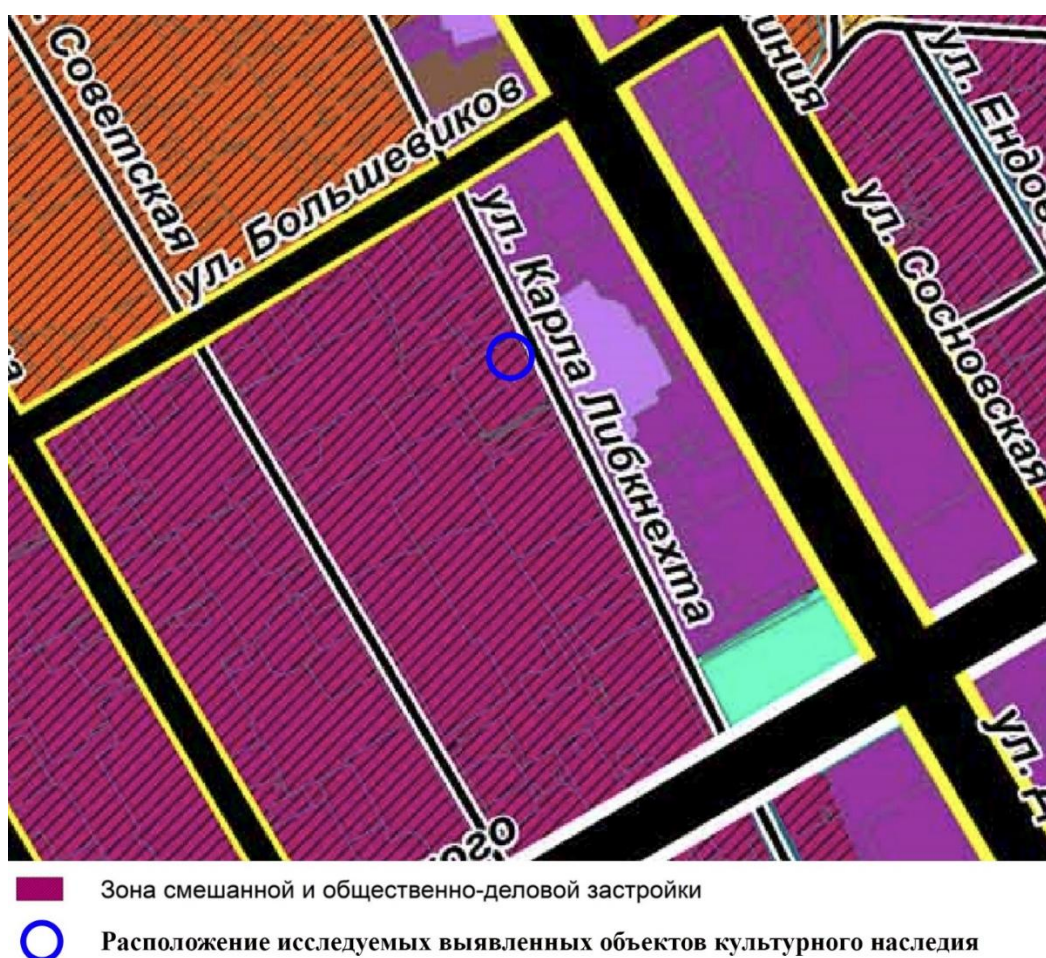 ул. Советская
ул. Большевиков
ул. Карла Либкнехта
ул. Сосновская
ул.
Зона смешанной и общественно-деловой застройки
Расположение исследуемых выявленных объектов культурного наследия